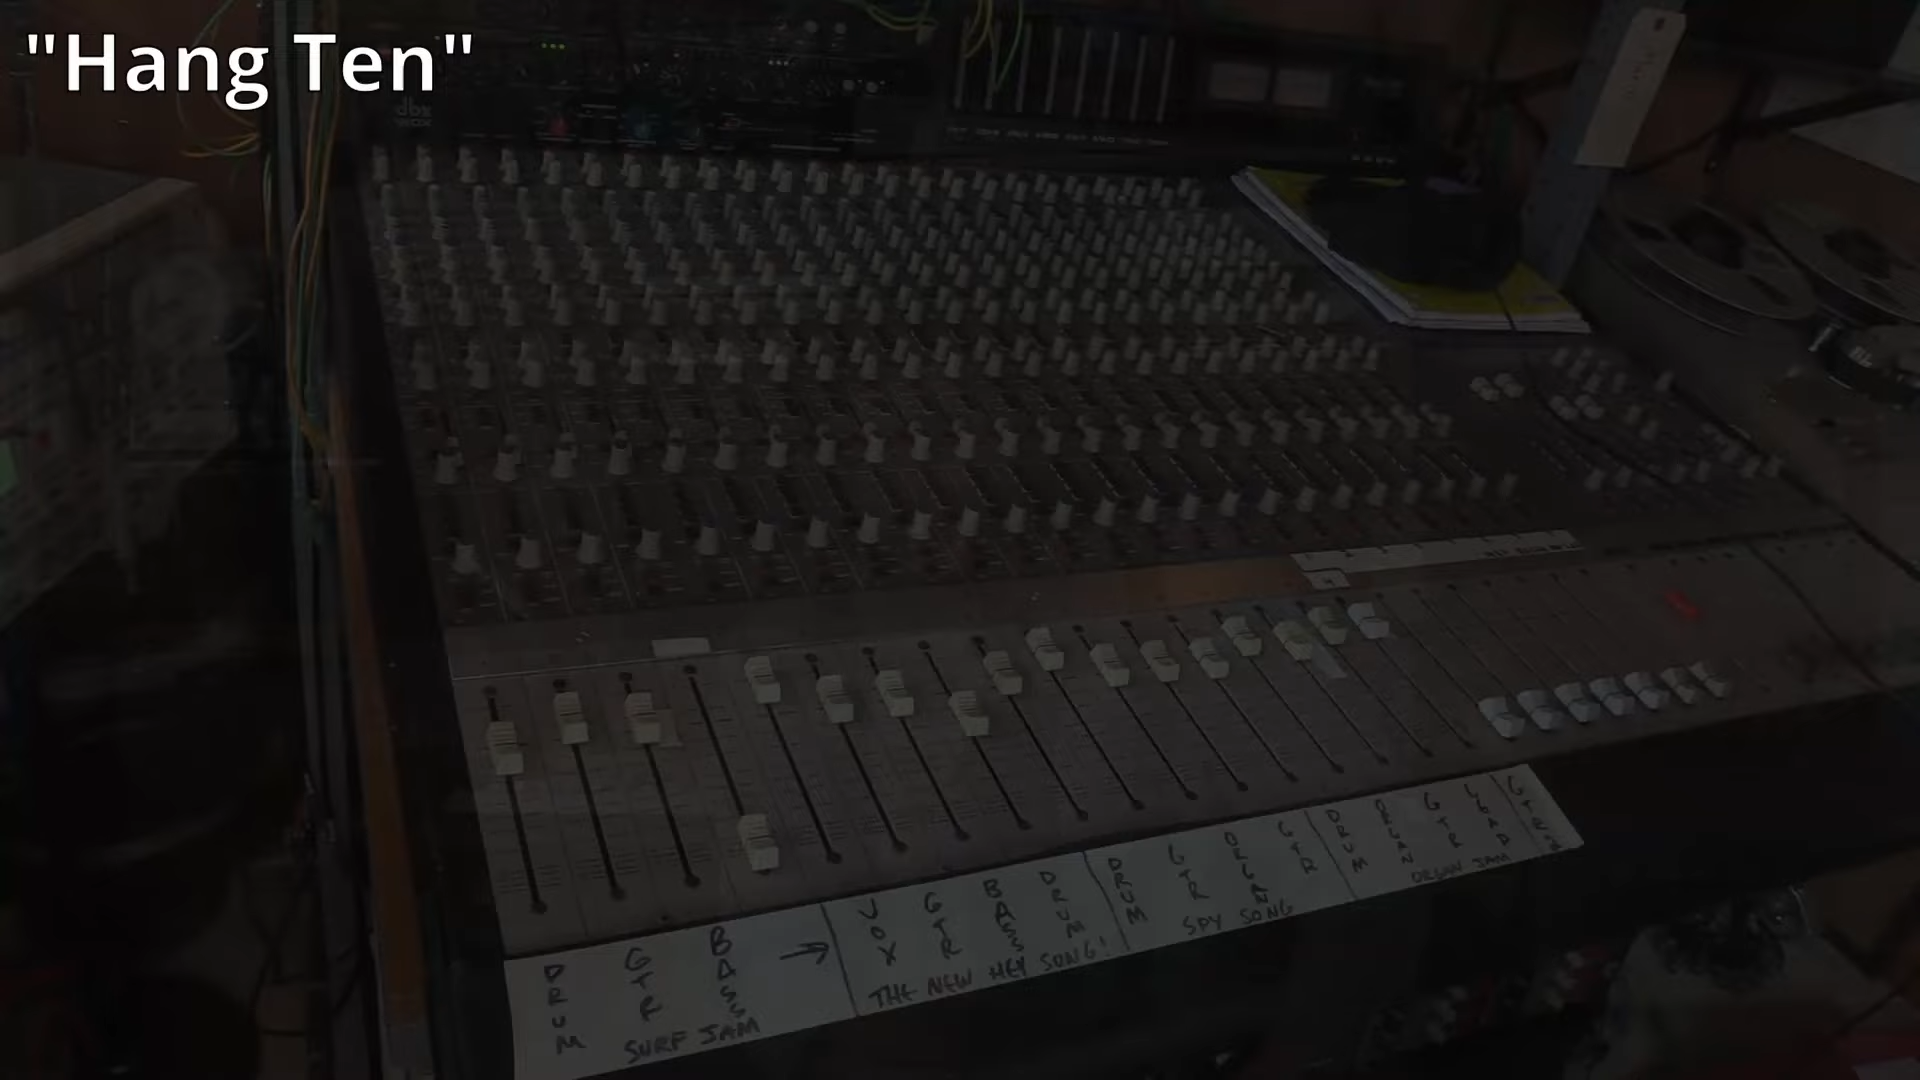 "Hang Ten"
dbx
DRUM GTR BASS →
SURF JAM
VOX GTR BASS DRUM
THE NEW HEY SONG!
DRUM GTR ORGAN GTR
SPY SONG
DRUM ORGAN GTR LEAD
ORGAN JAM